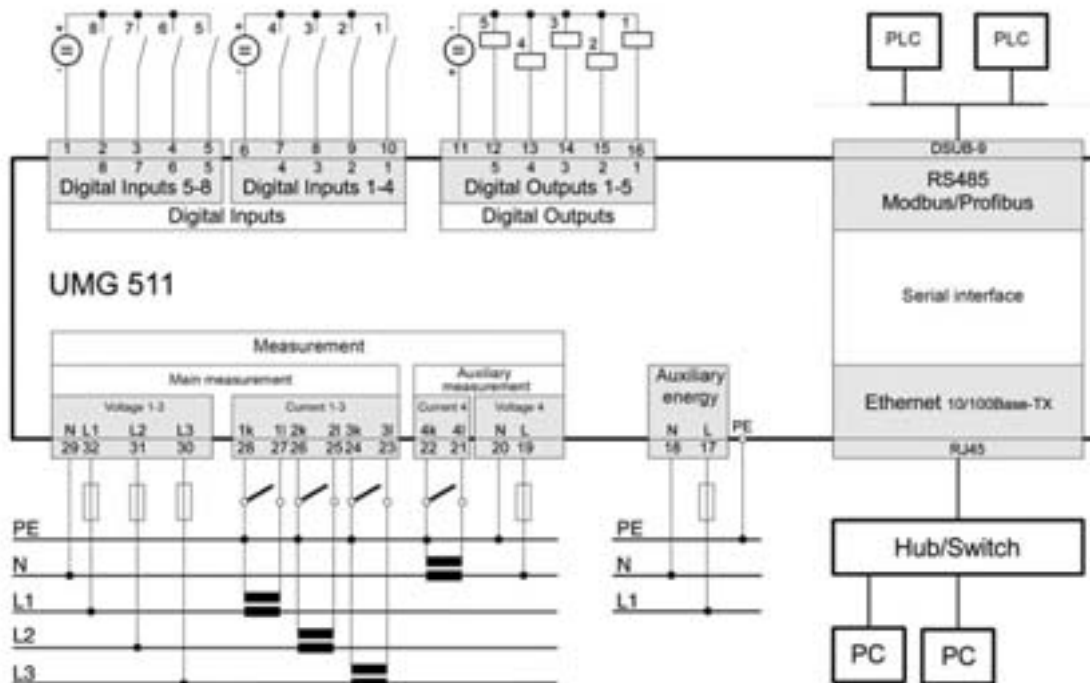 + 8 7 6 5 + 4 3 2 1 - 5 3 1
4 2
- - +
PLC PLC
1 2 3 4 5 6 7 8 9 10 11 12 13 14 15 16
8 7 6 5 4 3 2 1 5 4 3 2 1
Digital Inputs 5-8 Digital Inputs 1-4 Digital Outputs 1-5
Digital Inputs Digital Outputs
DSUB-9
RS485
Modbus/Profibus
UMG 511
Serial interface
Measurement
Main measurement
Auxiliary
measurement
Voltage 1-3 Current 1-3 Current 4 Voltage 4
N L1 L2 L3 1k 1l 2k 2l 3k 3l 4k 4l N L
29 32 31 30 28 27 26 25 24 23 22 21 20 19
Auxiliary
energy
N L PE
18 17
Ethernet 10/100Base-TX
RJ45
PE
N
L1
L2
L3
PE
N
L1
Hub/Switch
PC PC